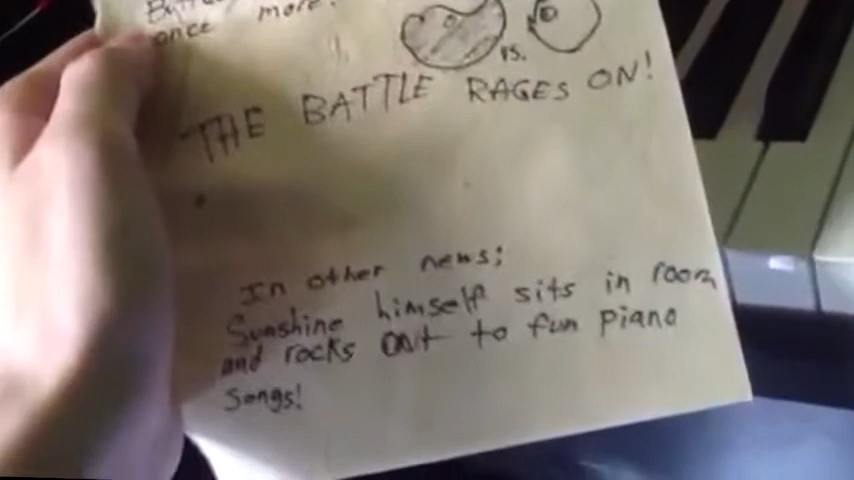 once more!
vs.
THE BATTLE RAGES ON!
In other news:
Sunshine himself sits in room
and rocks out to fun piano
songs!